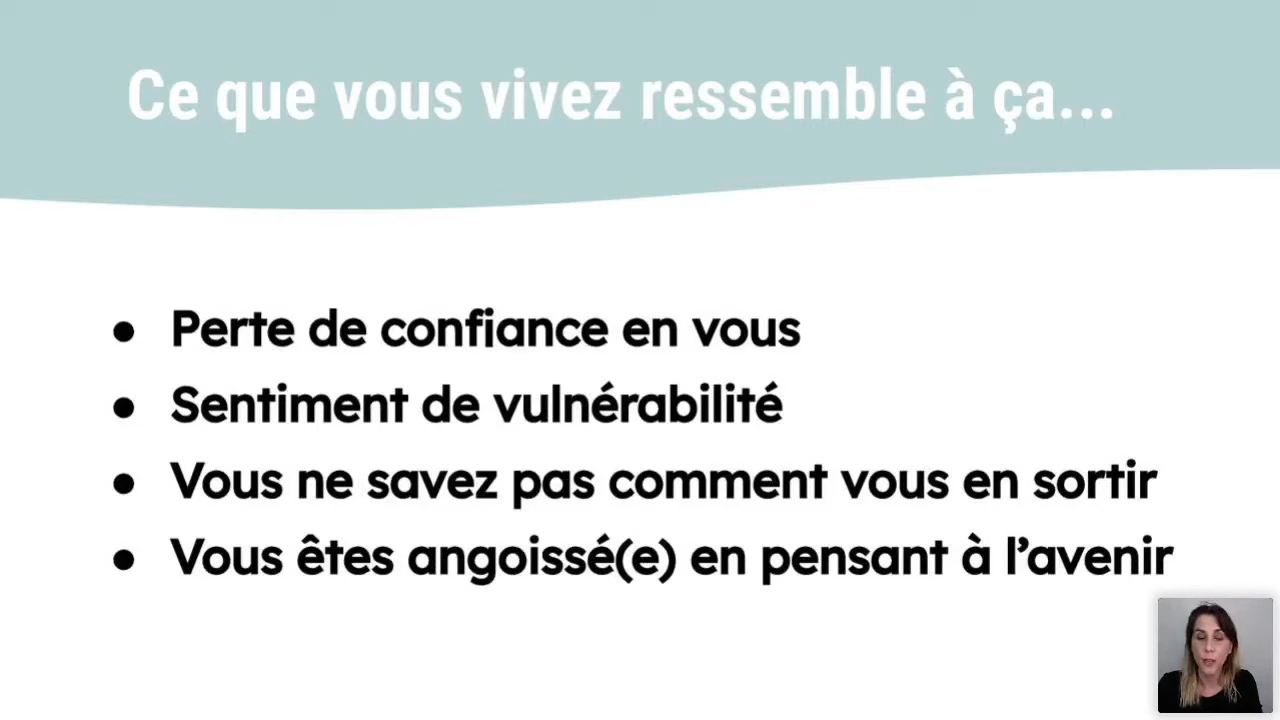 Ce que vous vivez ressemble à ça...
● Perte de confiance en vous
● Sentiment de vulnérabilité
● Vous ne savez pas comment vous en sortir
● Vous êtes angoissé(e) en pensant à l’avenir